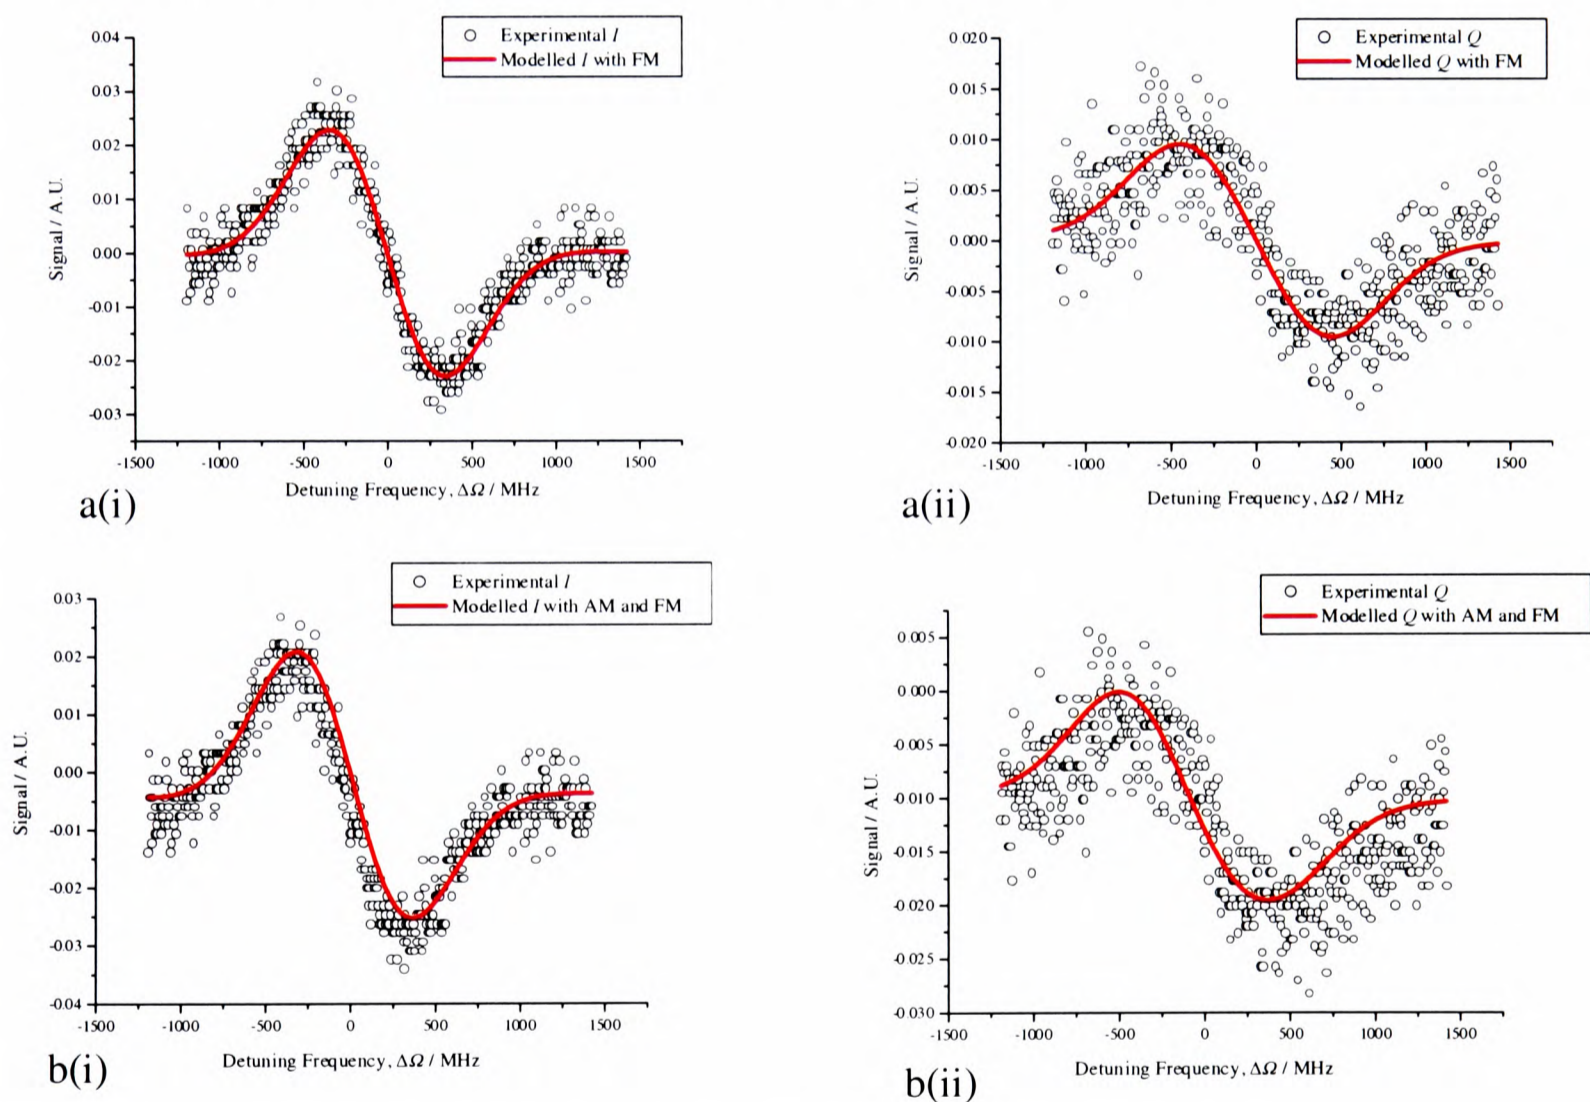 Experimental I
Modelled I with FM
0.04
0.03
0.02
0.01
0.00
-0.01
-0.02
-0.03
Signal / A.U.
-1500 -1000 -500 0 500 1000 1500
Detuning Frequency, ΔΩ / MHz
a(i)
Experimental Q
Modelled Q with FM
0.020
0.015
0.010
0.005
0.000
-0.005
-0.010
-0.015
-0.020
Signal / A.U.
-1500 -1000 -500 0 500 1000 1500
Detuning Frequency, ΔΩ / MHz
a(ii)
Experimental I
Modelled I with AM and FM
0.03
0.02
0.01
0.00
-0.01
-0.02
-0.03
-0.04
Signal / A.U.
-1500 -1000 -500 0 500 1000 1500
Detuning Frequency, ΔΩ / MHz
b(i)
Experimental Q
Modelled Q with AM and FM
0.005
0.000
-0.005
-0.010
-0.015
-0.020
-0.025
-0.030
Signal / A.U.
-1500 -1000 -500 0 500 1000 1500
Detuning Frequency, ΔΩ / MHz
b(ii)